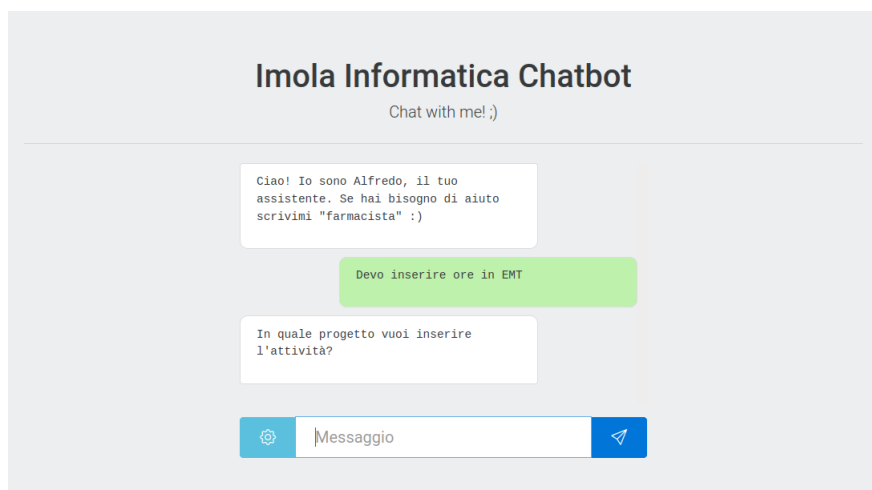 Imola Informatica Chatbot
Chat with me! ;)
Ciao! Io sono Alfredo, il tuo
assistente. Se hai bisogno di aiuto
scrivimi "farmacista" :)
Devo inserire ore in EMT
In quale progetto vuoi inserire
l'attività?
Messaggio